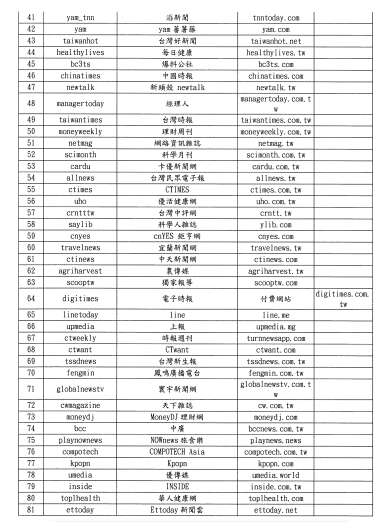 41 yam_tnn 滔新聞 tnntoday.com
42 yam yam 蕃薯藤 yam.com
43 taiwanhot 台灣好新聞 taiwanhot.net
44 healthylives 每日健康 healthylives.tw
45 bc3ts 爆料公社 bc3ts.com
46 chinatimes 中國時報 chinatimes.com
47 newtalk 新頭殼 newtalk newtalk.tw
48 managertoday 經理人 managertoday.com.t
w
49 taiwantimes 台灣時報 taiwantimes.com.tw
50 moneyweekly 理財周刊 moneyweekly.com.tw
51 netmag 網路資訊雜誌 netmag.tw
52 scimonth 科學月刊 scimonth.com.tw
53 cardu 卡優新聞網 cardu.com.tw
54 allnews 台灣民眾電子報 allnews.tw
55 ctimes CTIMES ctimes.com.tw
56 uho 優活健康網 uho.com.tw
57 crntttw 台灣中評網 crntt.tw
58 saylib 科學人雜誌 ylib.com
59 cnyes cnYES 鉅亨網 cnyes.com
60 travelnews 宜蘭新聞網 travelnews.tw
61 ctinews 中天新聞網 ctinews.com
62 agriharvest 農傳媒 agriharvest.tw
63 scooptw 獨家報導 scooptw.com
64 digitimes 電子時報 付費網站 digitimes.com.
tw
65 linetoday line line.me
66 upmedia 上報 upmedia.mg
67 ctweekly 時報週刊 turnnewsapp.com
68 ctwant CTwant ctwant.com
69 tssdnews 台灣新生報 tssdnews.com.tw
70 fengmin 鳳鳴廣播電台 fengmin.com.tw
71 globalnewstv 寰宇新聞網 globalnewstv.com.t
w
72 cwmagazine 天下雜誌 cw.com.tw
73 moneydj MoneyDJ 理財網 moneydj.com
74 bcc 中廣 bccnews.com.tw
75 playnownews NOWnews 旅食樂 playnews.news
76 compotech COMPOTECH Asia compotech.com.tw
77 kpopn Kpopn kpopn.com
78 umedia 優傳媒 umedia.world
79 inside INSIDE inside.com.tw
80 top1health 華人健康網 top1health.com
81 ettoday Ettoday 新聞雲 ettoday.net